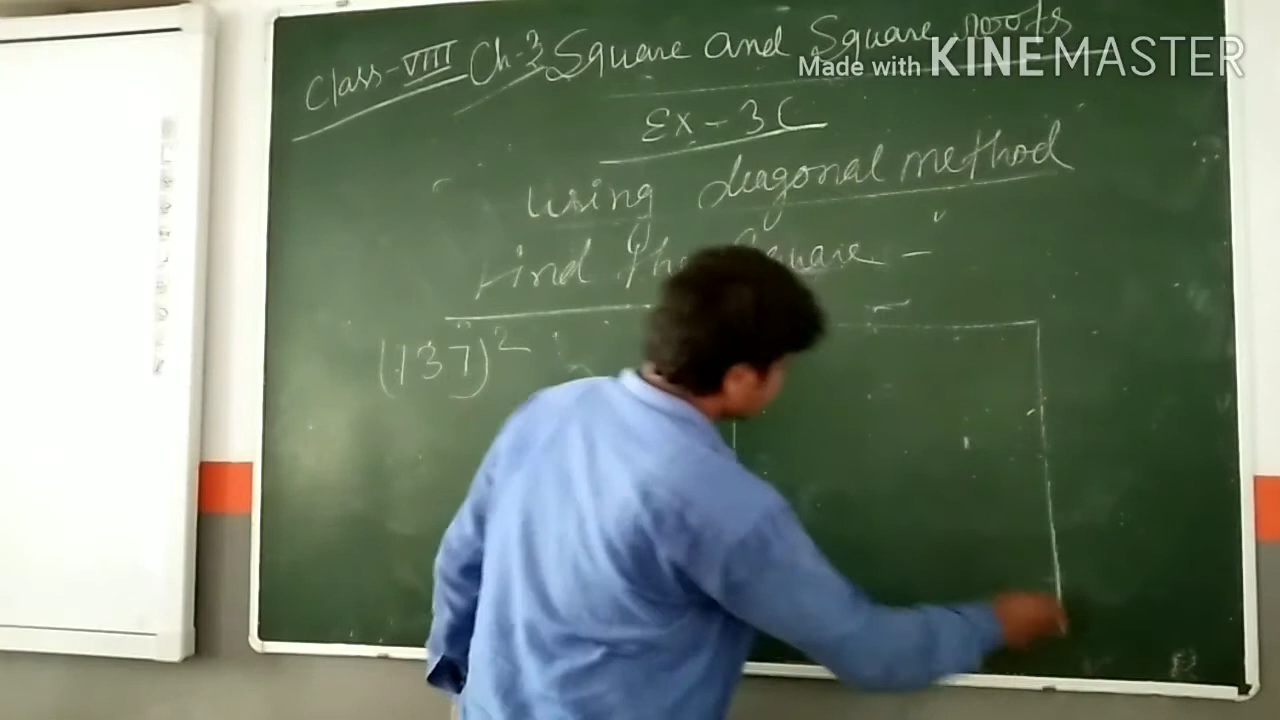 Class-VIII Ch-3 Square and Square roots
Made with KINEMASTER
Ex-3C
Using diagonal method
Find the Square -
(137)²